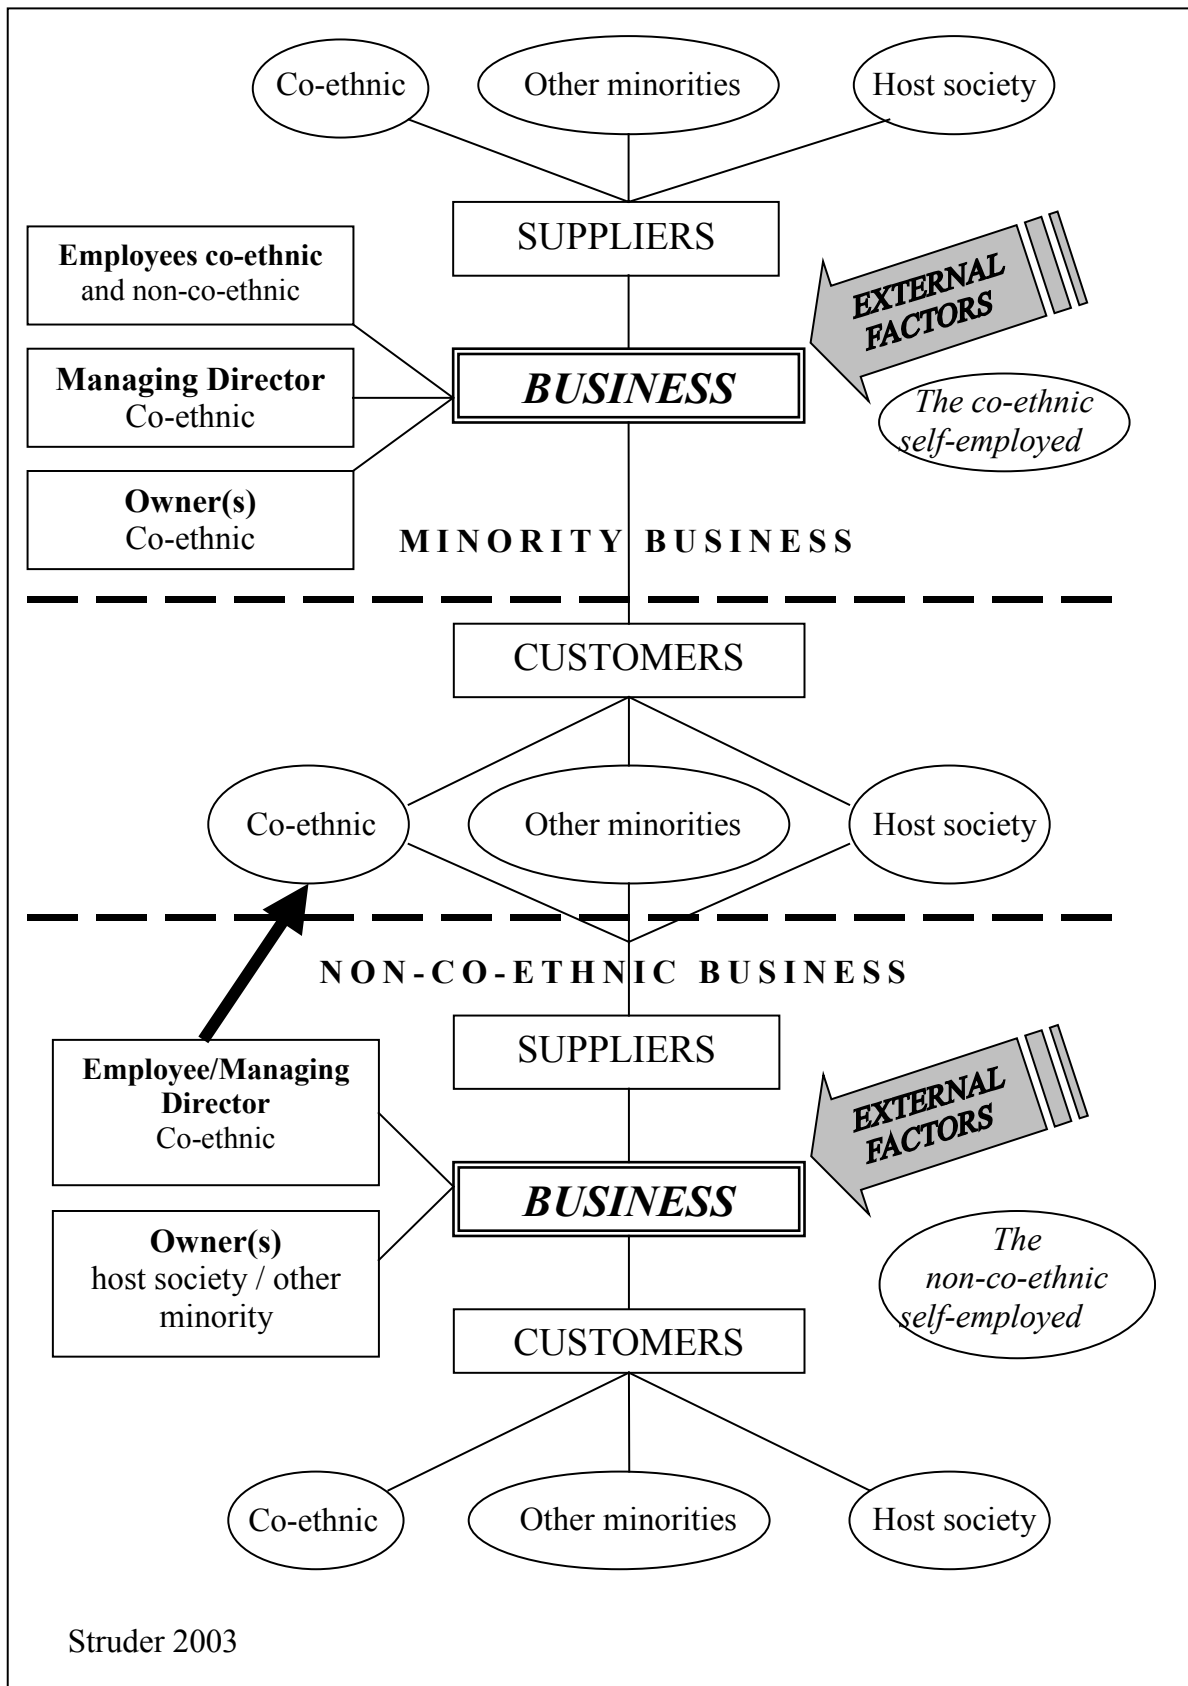 Co-ethnic
Other minorities
Host society
SUPPLIERS
Employees co-ethnic
and non-co-ethnic
EXTERNAL
FACTORS
Managing Director
Co-ethnic
BUSINESS
The co-ethnic
self-employed
Owner(s)
Co-ethnic
MINORITY BUSINESS
CUSTOMERS
Co-ethnic
Other minorities
Host society
NON-CO-ETHNIC BUSINESS
SUPPLIERS
Employee/Managing
Director
Co-ethnic
EXTERNAL
FACTORS
BUSINESS
Owner(s)
host society / other
minority
The
non-co-ethnic
self-employed
CUSTOMERS
Co-ethnic
Other minorities
Host society
Struder 2003